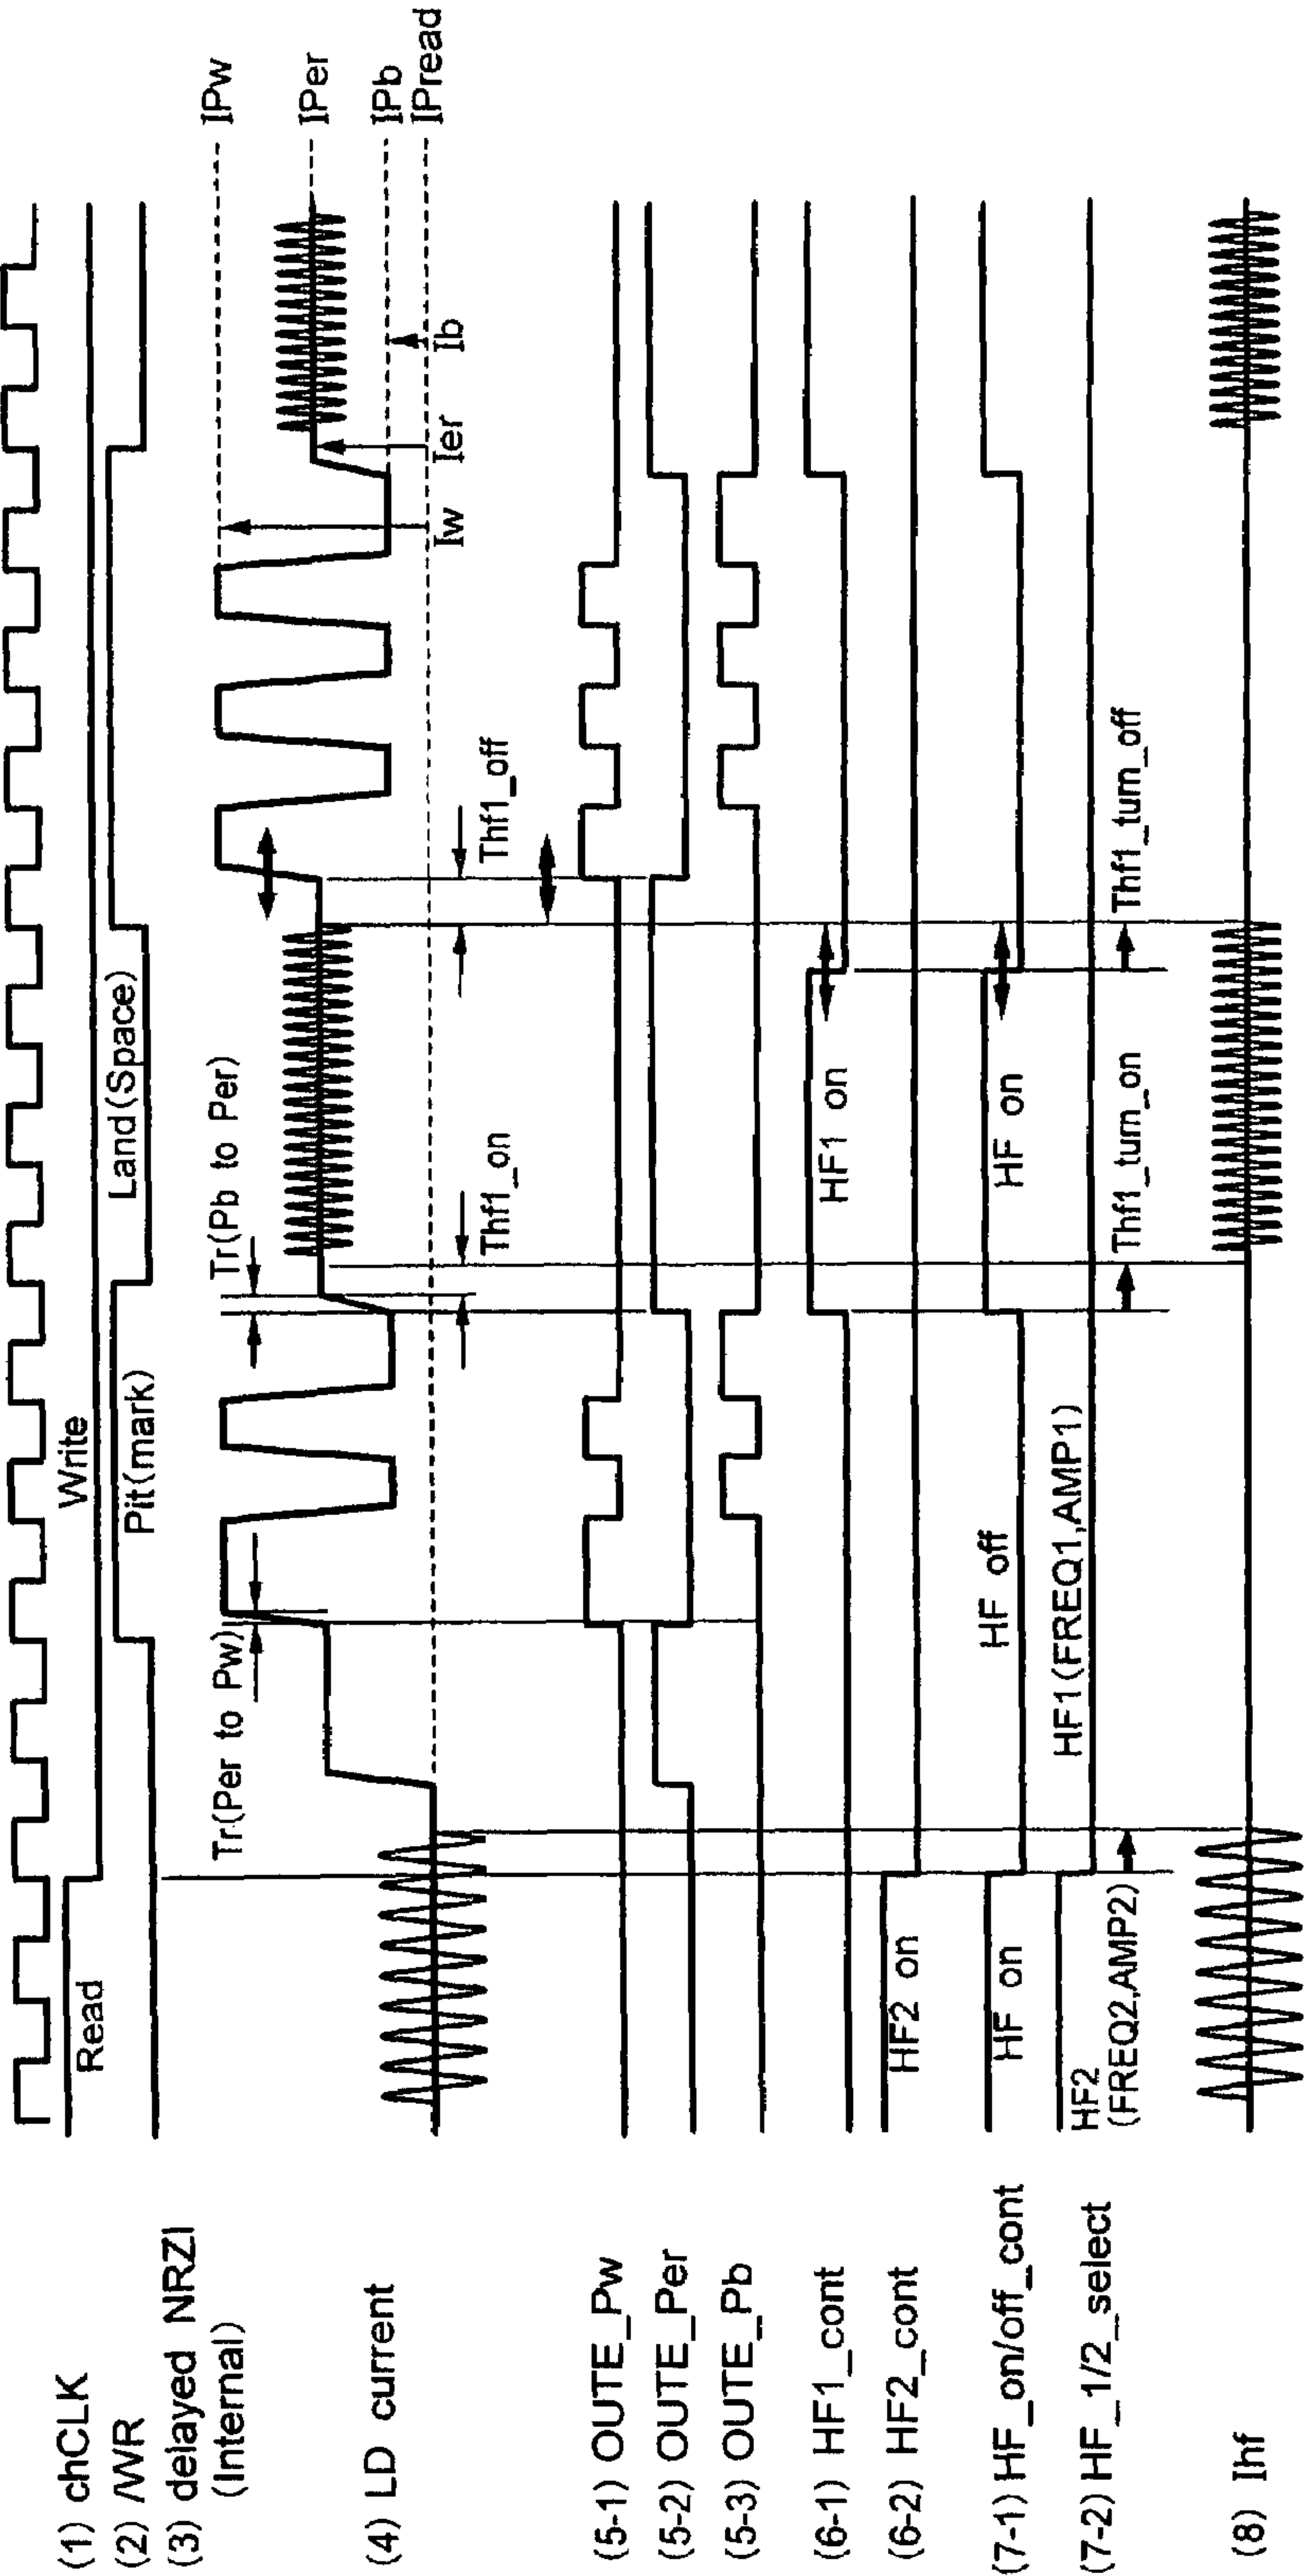 (1) chCLK
(2) /WR
(3) delayed NRZI
(Internal)
(4) LD current
(5-1) OUTE_Pw
(5-2) OUTE_Per
(5-3) OUTE_Pb
(6-1) HF1_cont
(6-2) HF2_cont
(7-1) HF_on/off_cont
(7-2) HF_1/2_select
(8) Ihf
Read
Write
Pit(mark)
Land(Space)
Tr(Per to Pw)
Tr(Pb to Per)
IPw
IPer
IPb
IPread
Iw
Ier
Ib
Thf1_on
Thf1_off
HF1 on
HF2 on
HF on
HF off
HF on
HF2
(FREQ2,AMP2)
HF1(FREQ1,AMP1)
Thf1_turn_on
Thf1_turn_off